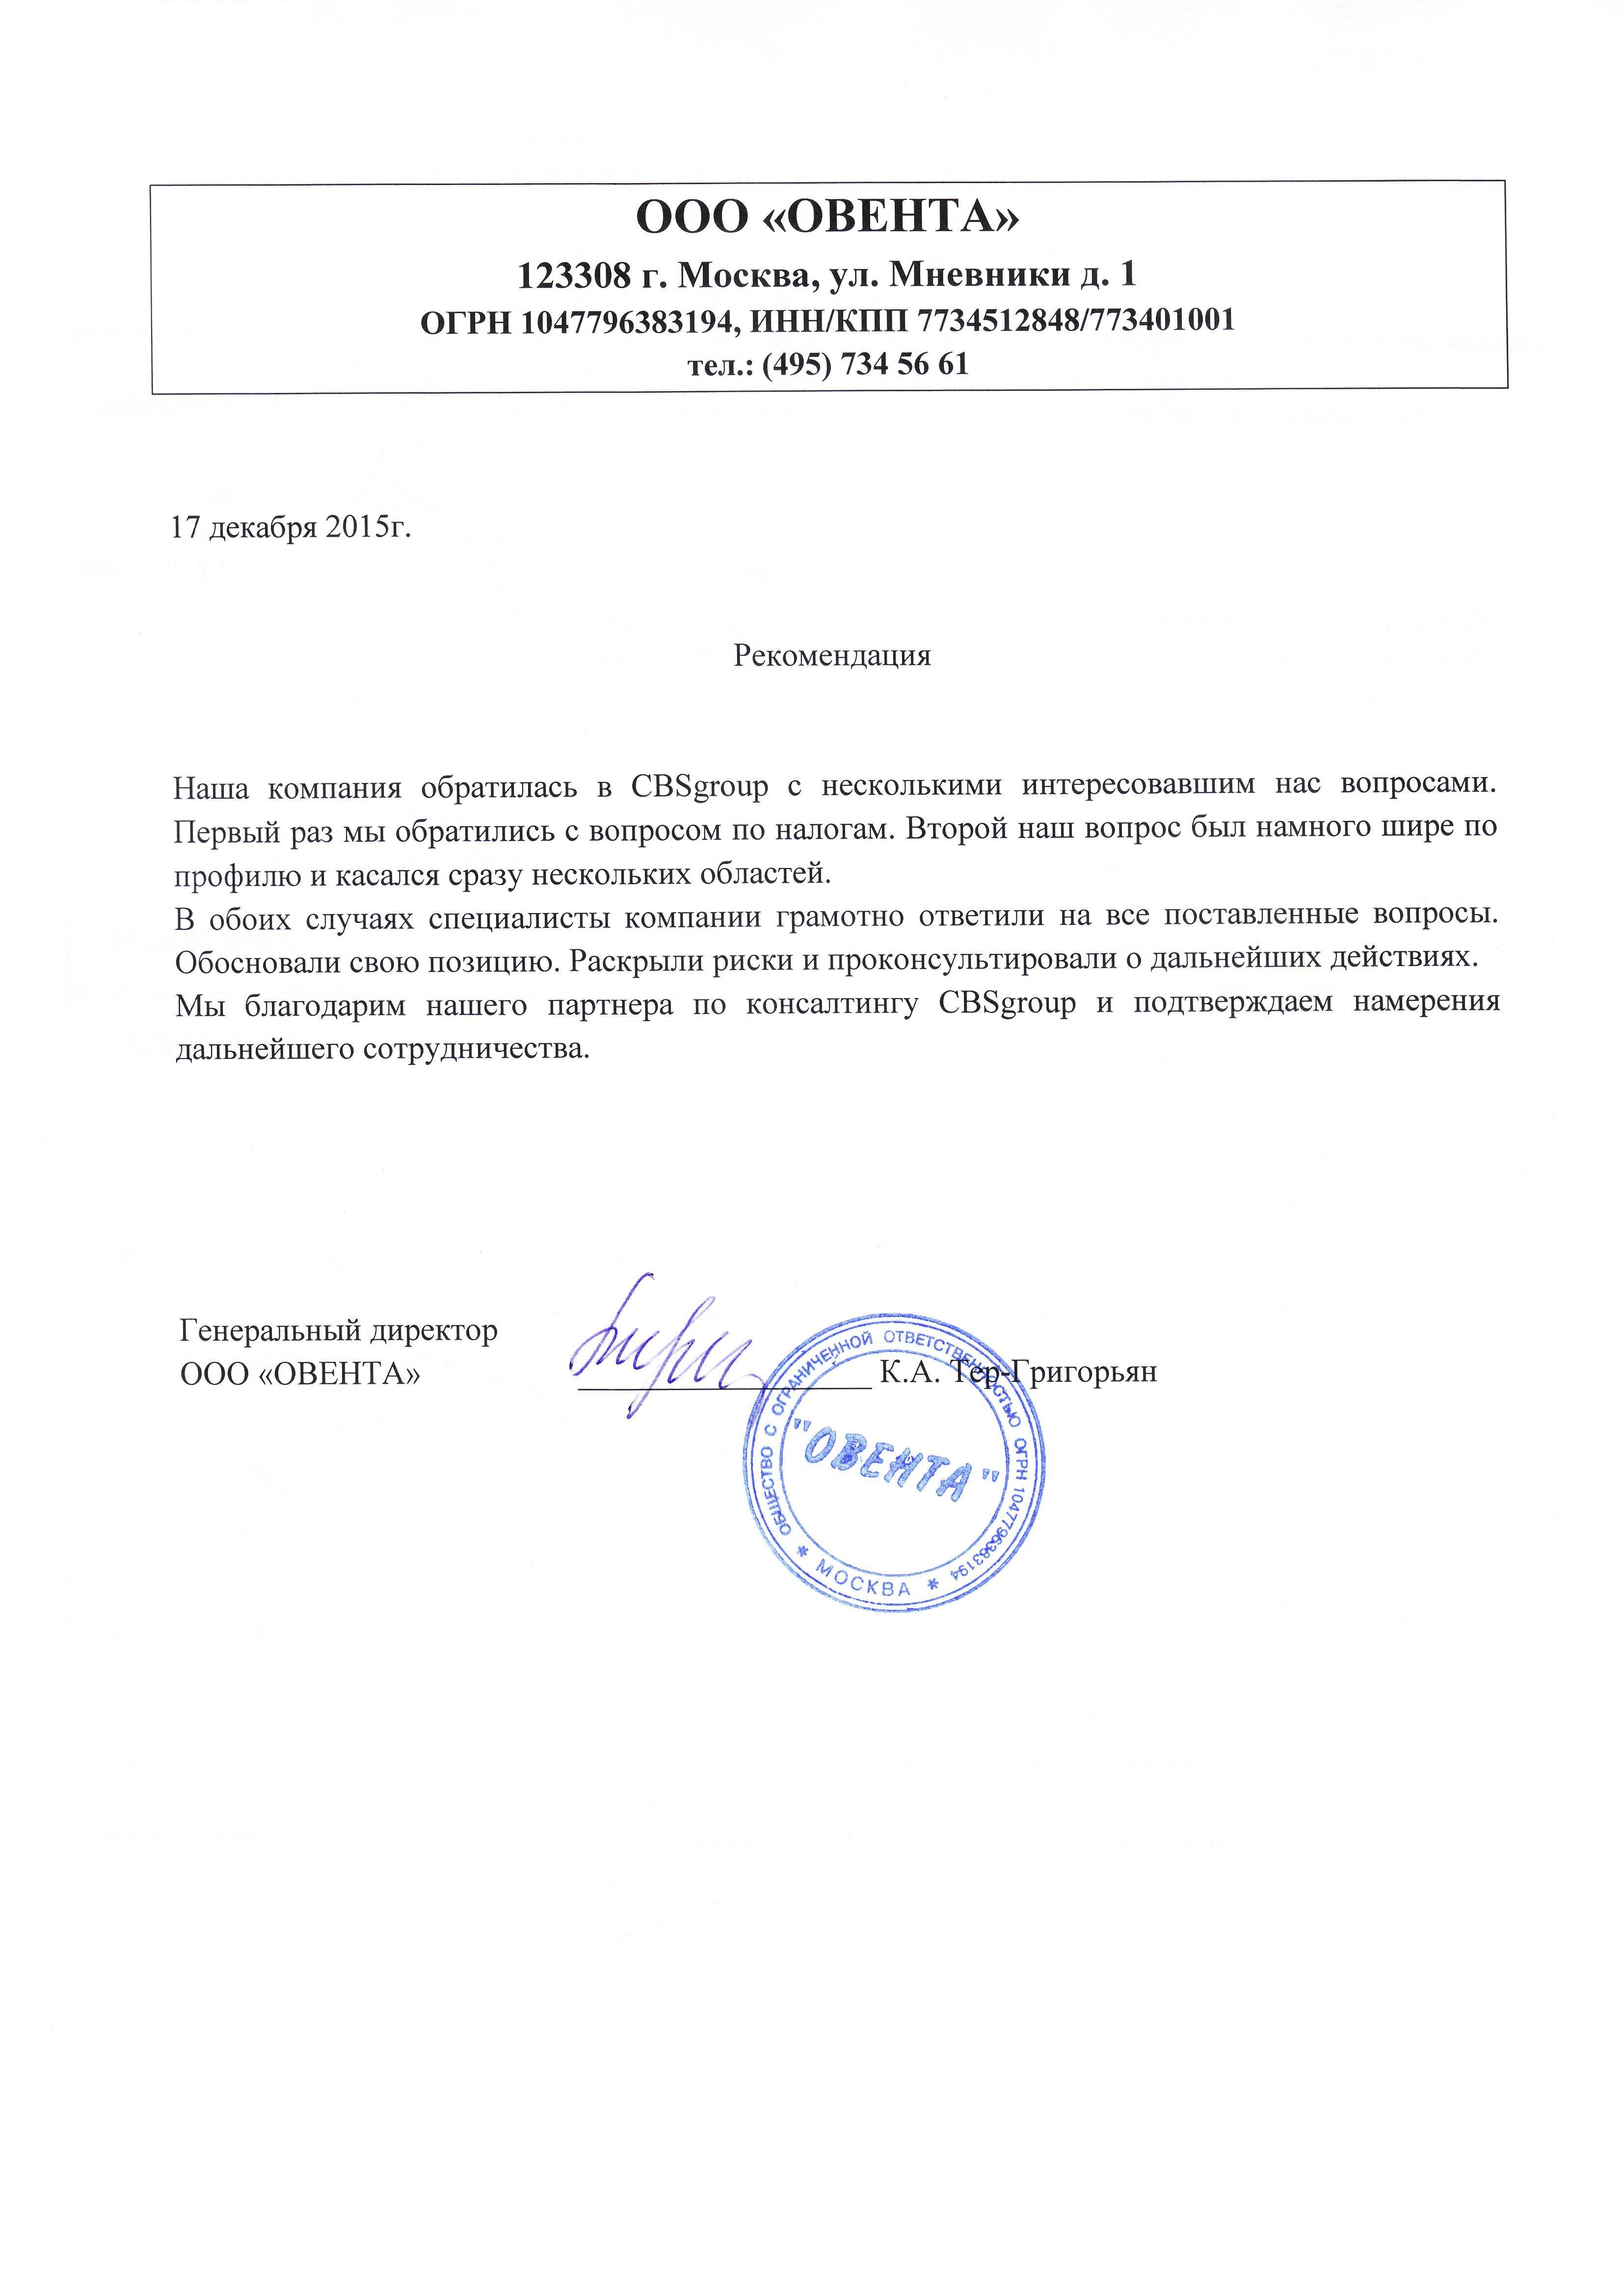 ООО «ОВЕНТА»
123308 г. Москва, ул. Мневники д. 1
ОГРН 1047796383194, ИНН/КПП 7734512848/773401001
тел.: (495) 734 56 61
17 декабря 2015г.
Рекомендация
Наша компания обратилась в CBSgroup с несколькими интересовавшим нас вопросами.
Первый раз мы обратились с вопросом по налогам. Второй наш вопрос был намного шире по
профилю и касался сразу нескольких областей.
В обоих случаях специалисты компании грамотно ответили на все поставленные вопросы.
Обосновали свою позицию. Раскрыли риски и проконсультировали о дальнейших действиях.
Мы благодарим нашего партнера по консалтингу CBSgroup и подтверждаем намерения
дальнейшего сотрудничества.
Генеральный директор
ООО «ОВЕНТА» К.А. Тер-Григорьян
ОБЩЕСТВО С ОГРАНИЧЕННОЙ ОТВЕТСТВЕННОСТЬЮ ОГРН 1047796383194
"ОВЕНТА"
* МОСКВА *